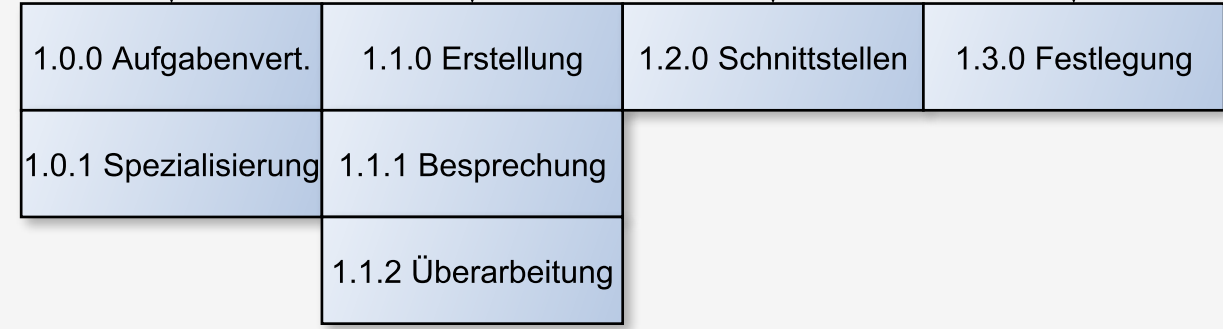 1.0.0 Aufgabenvert.
1.1.0 Erstellung
1.2.0 Schnittstellen
1.3.0 Festlegung
1.0.1 Spezialisierung
1.1.1 Besprechung
1.1.2 Überarbeitung